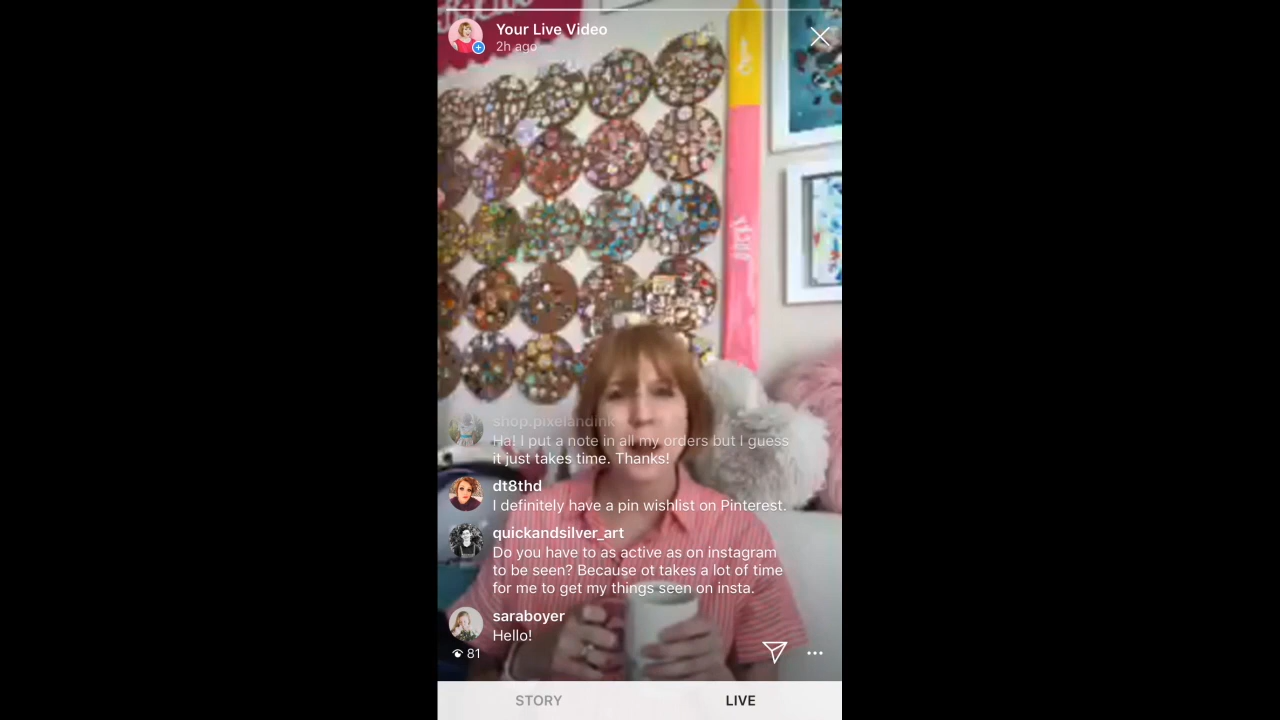 Your Live Video
2h ago
shop.pixelandink
Ha! I put a note in all my orders but I guess
it just takes time. Thanks!
dt8thd
I definitely have a pin wishlist on Pinterest.
quickandsilver_art
Do you have to as active as on instagram
to be seen? Because ot takes a lot of time
for me to get my things seen on insta.
saraboyer
Hello!
81
STORY
LIVE